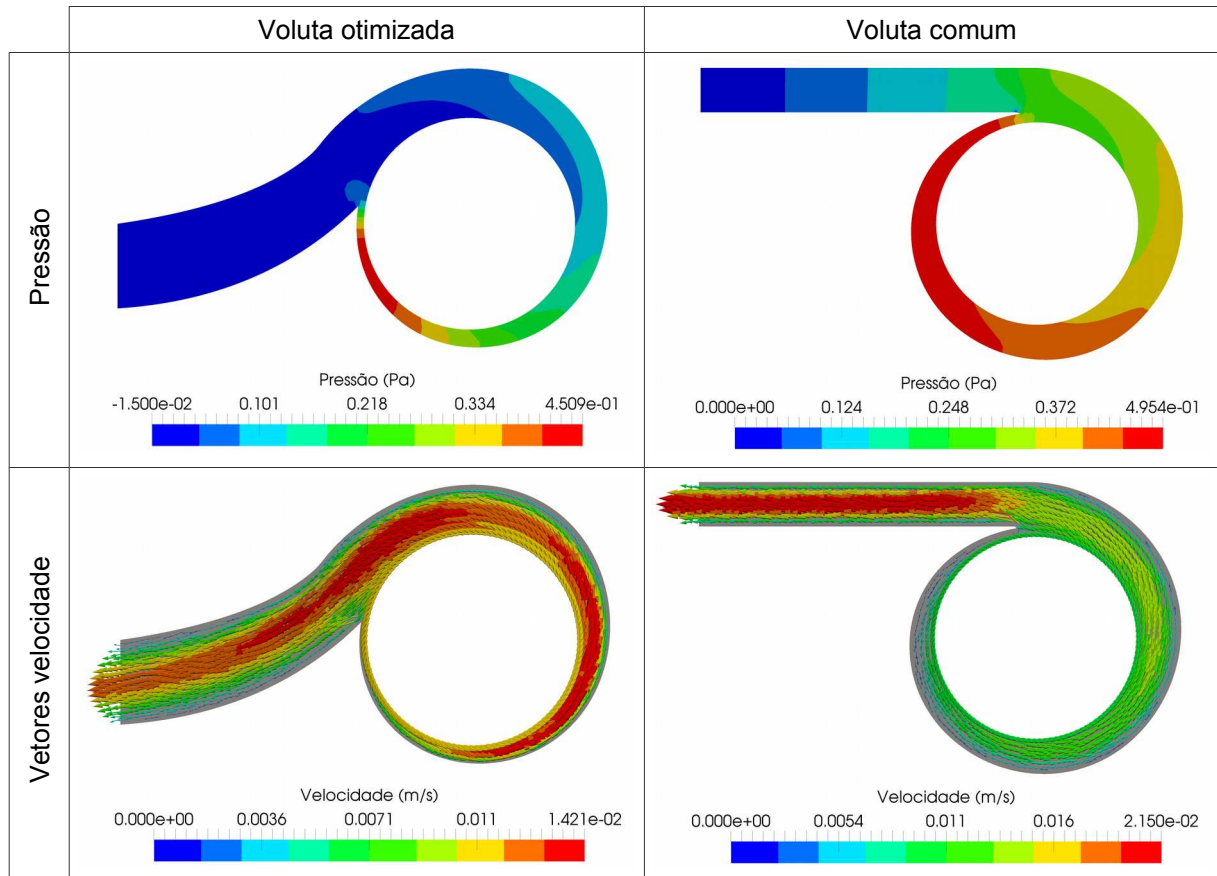 Voluta otimizada
Voluta comum
Pressão
Pressão (Pa)
-1.500e-02 0.101 0.218 0.334 4.509e-01
Pressão (Pa)
0.000e+00 0.124 0.248 0.372 4.954e-01
Vetores velocidade
Velocidade (m/s)
0.000e+00 0.0036 0.0071 0.011 1.421e-02
Velocidade (m/s)
0.000e+00 0.0054 0.011 0.016 2.150e-02